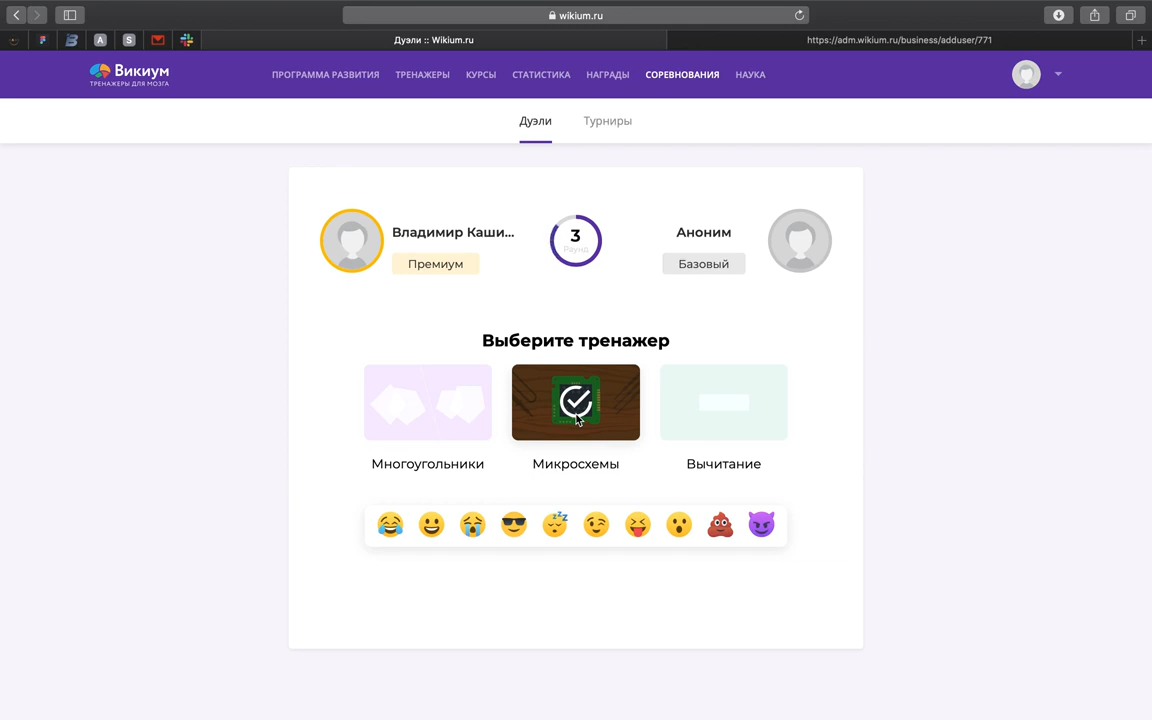 wikium.ru
A
S
Дуэли :: Wikium.ru
https://adm.wikium.ru/business/adduser/771
Викиум
ТРЕНАЖЕРЫ ДЛЯ МОЗГА
ПРОГРАММА РАЗВИТИЯ
ТРЕНАЖЕРЫ
КУРСЫ
СТАТИСТИКА
НАГРАДЫ
СОРЕВНОВАНИЯ
НАУКА
Дуэли
Турниры
Владимир Каши...
Премиум
3
Раунд
Аноним
Базовый
Выберите тренажер
Многоугольники
Микросхемы
Вычитание